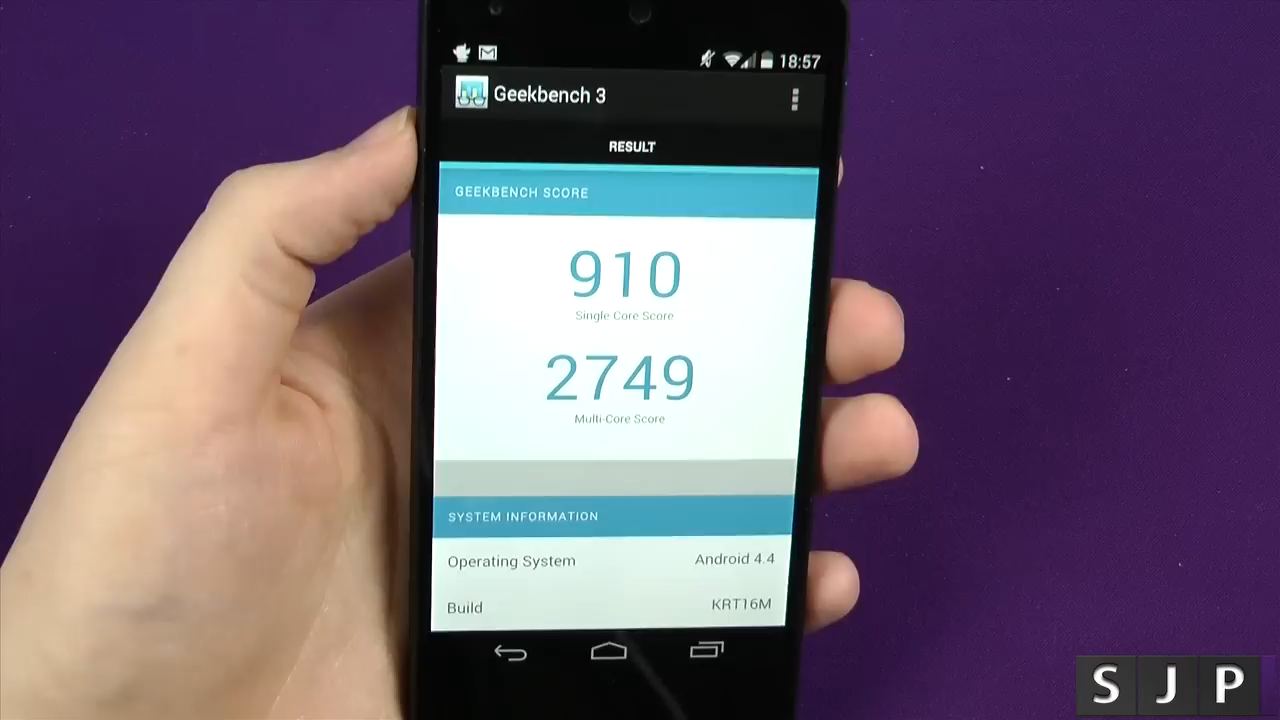 18:57
Geekbench 3
RESULT
GEEKBENCH SCORE
910
Single Core Score
2749
Multi-Core Score
SYSTEM INFORMATION
Operating System Android 4.4
Build KRT16M
S J P